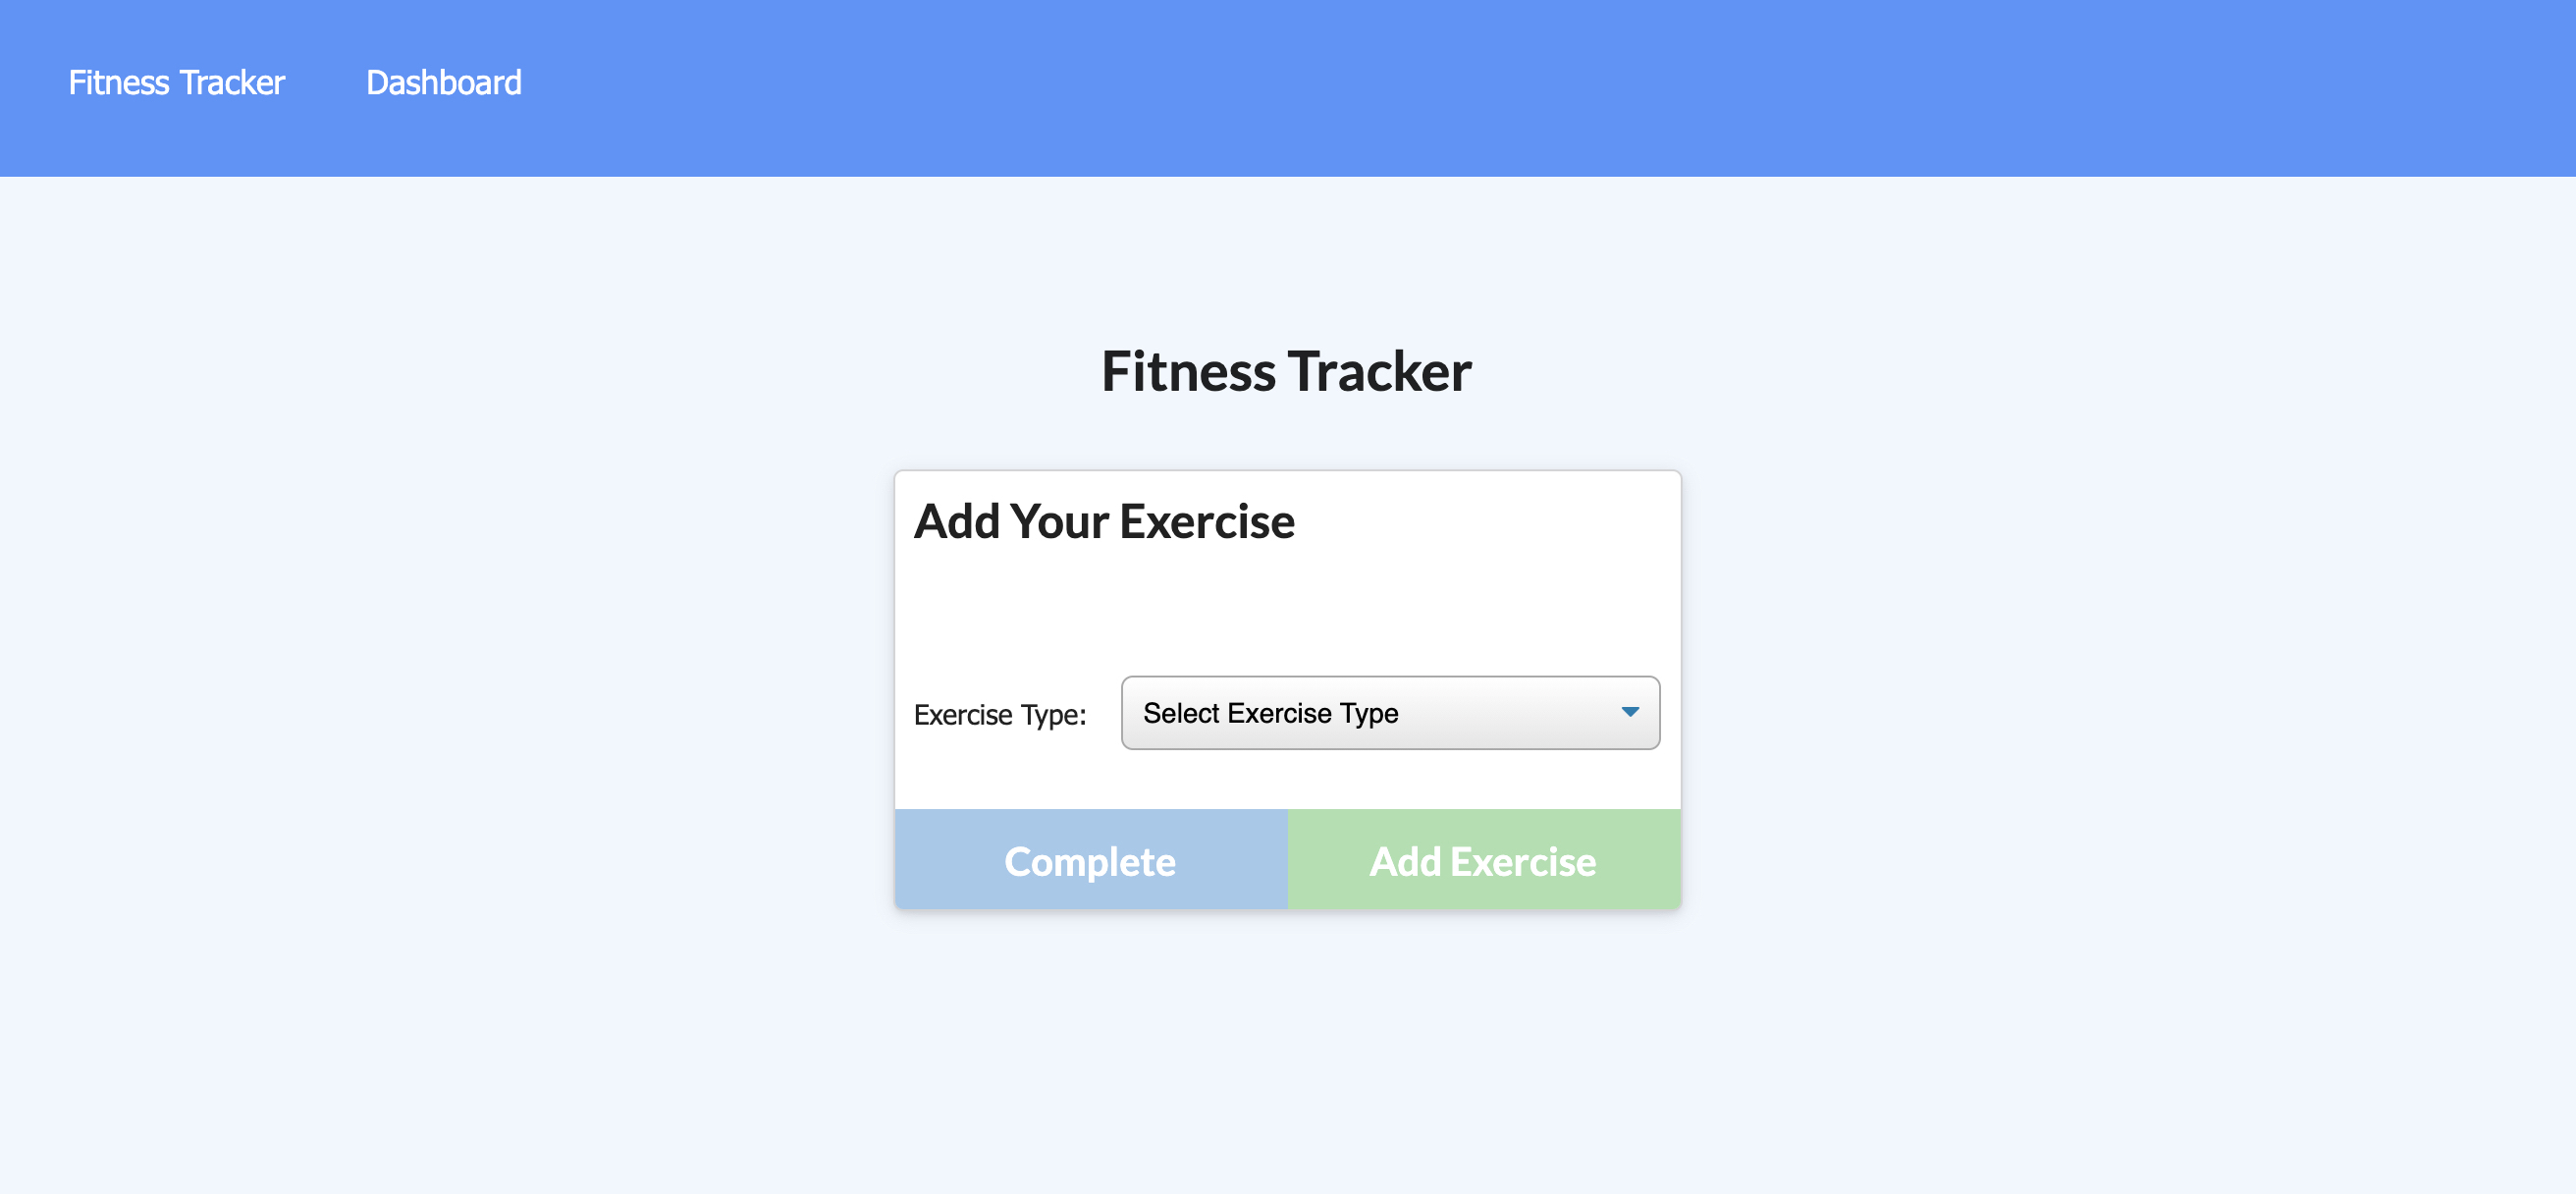 Fitness Tracker Dashboard
Fitness Tracker
Add Your Exercise
Exercise Type: Select Exercise Type
Complete Add Exercise